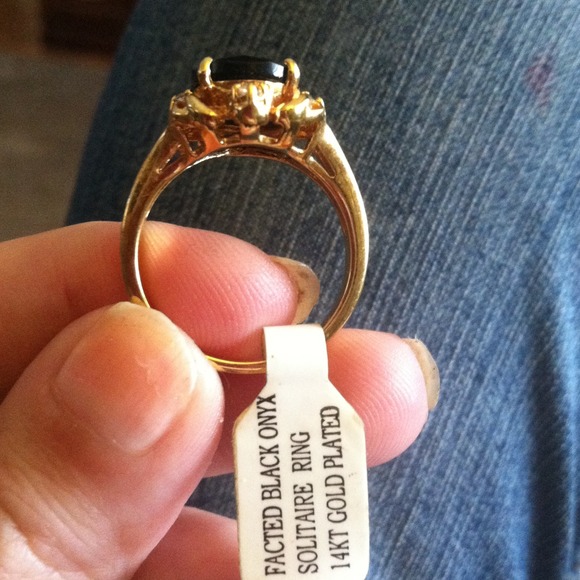 FACTED BLACK ONYX
SOLITAIRE RING
14KT GOLD PLATED